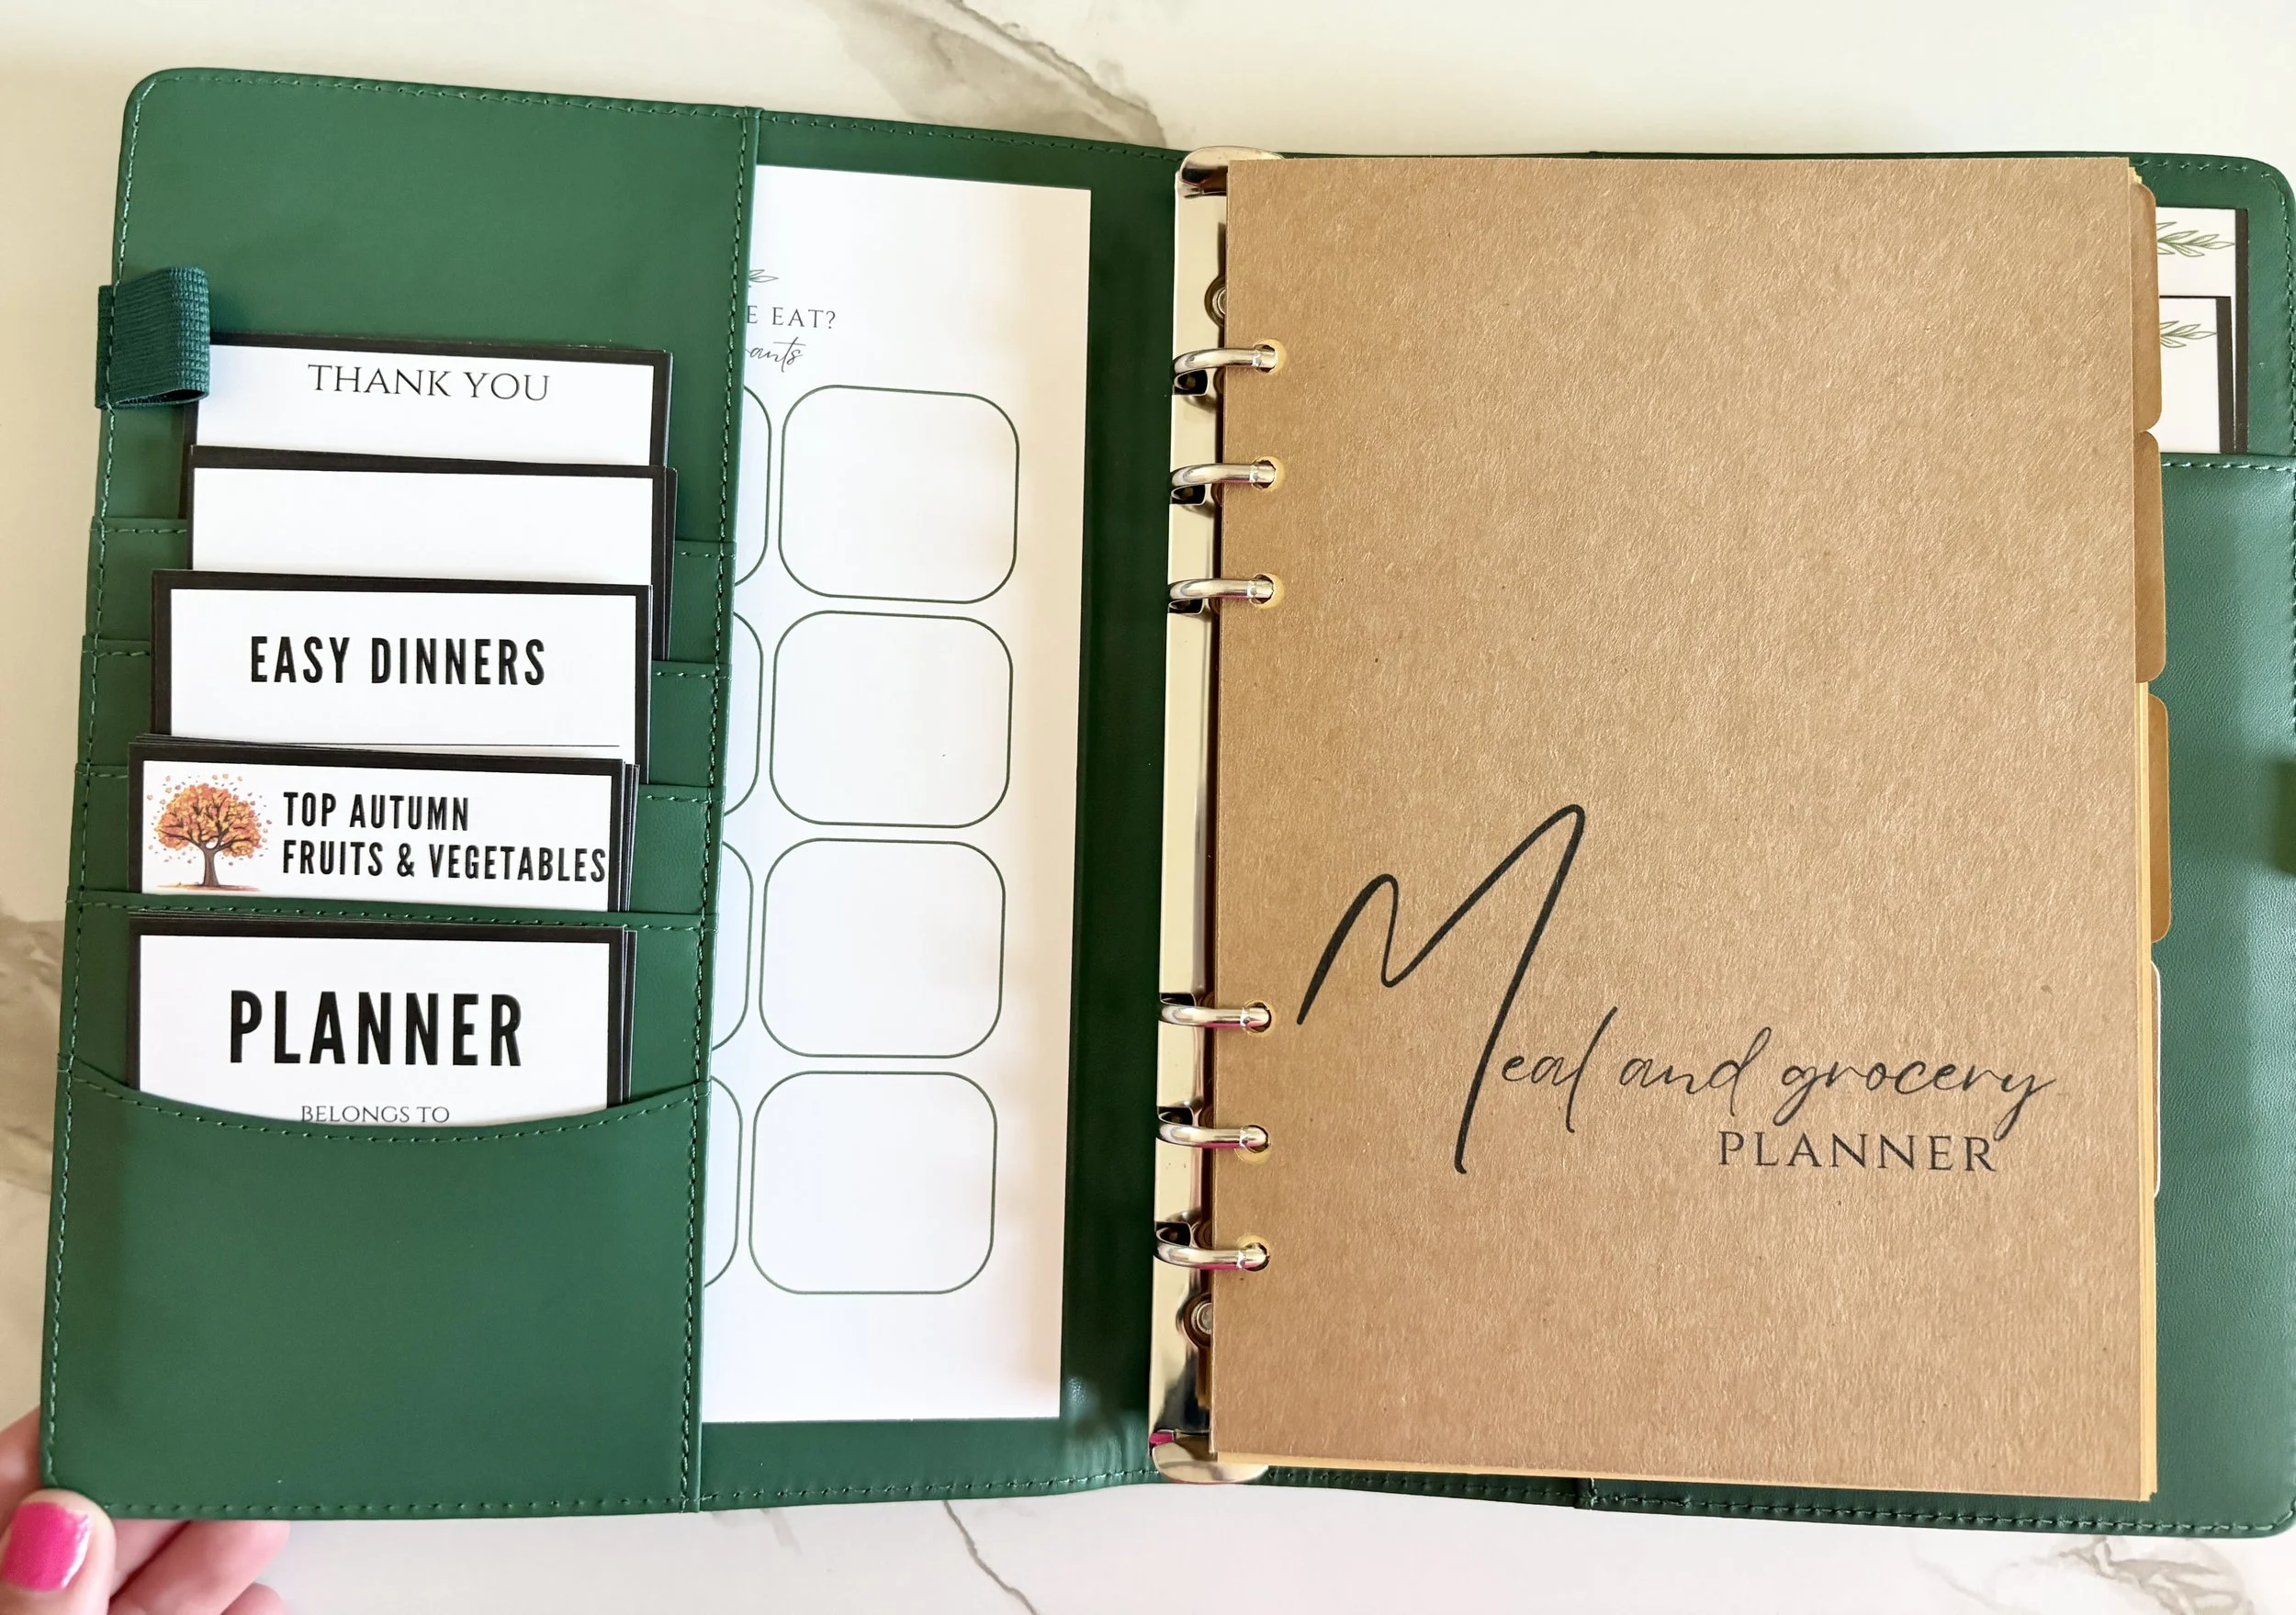 THANK YOU
EASY DINNERS
TOP AUTUMN
FRUITS & VEGETABLES
PLANNER
BELONGS TO
EAT?
Meal and grocery
PLANNER